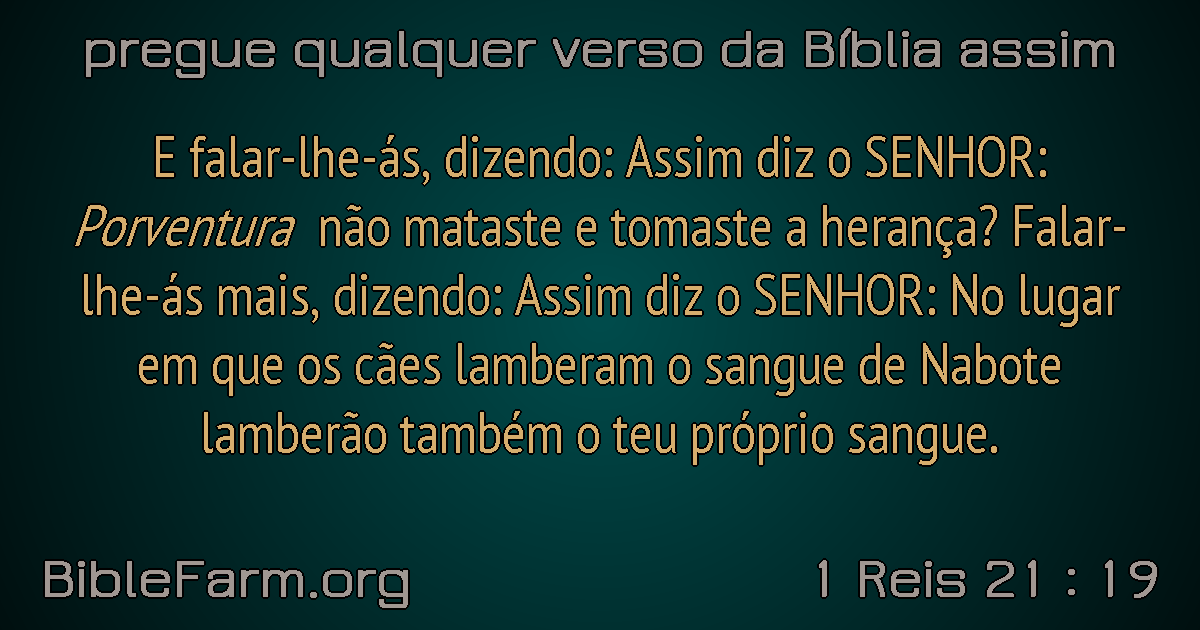 pregue qualquer verso da Bíblia assim
E falar-lhe-ás, dizendo: Assim diz o SENHOR:
Porventura não mataste e tomaste a herança? Falar-
lhe-ás mais, dizendo: Assim diz o SENHOR: No lugar
em que os cães lamberam o sangue de Nabote
lamberão também o teu próprio sangue.
BibleFarm.org
1 Reis 21 : 19